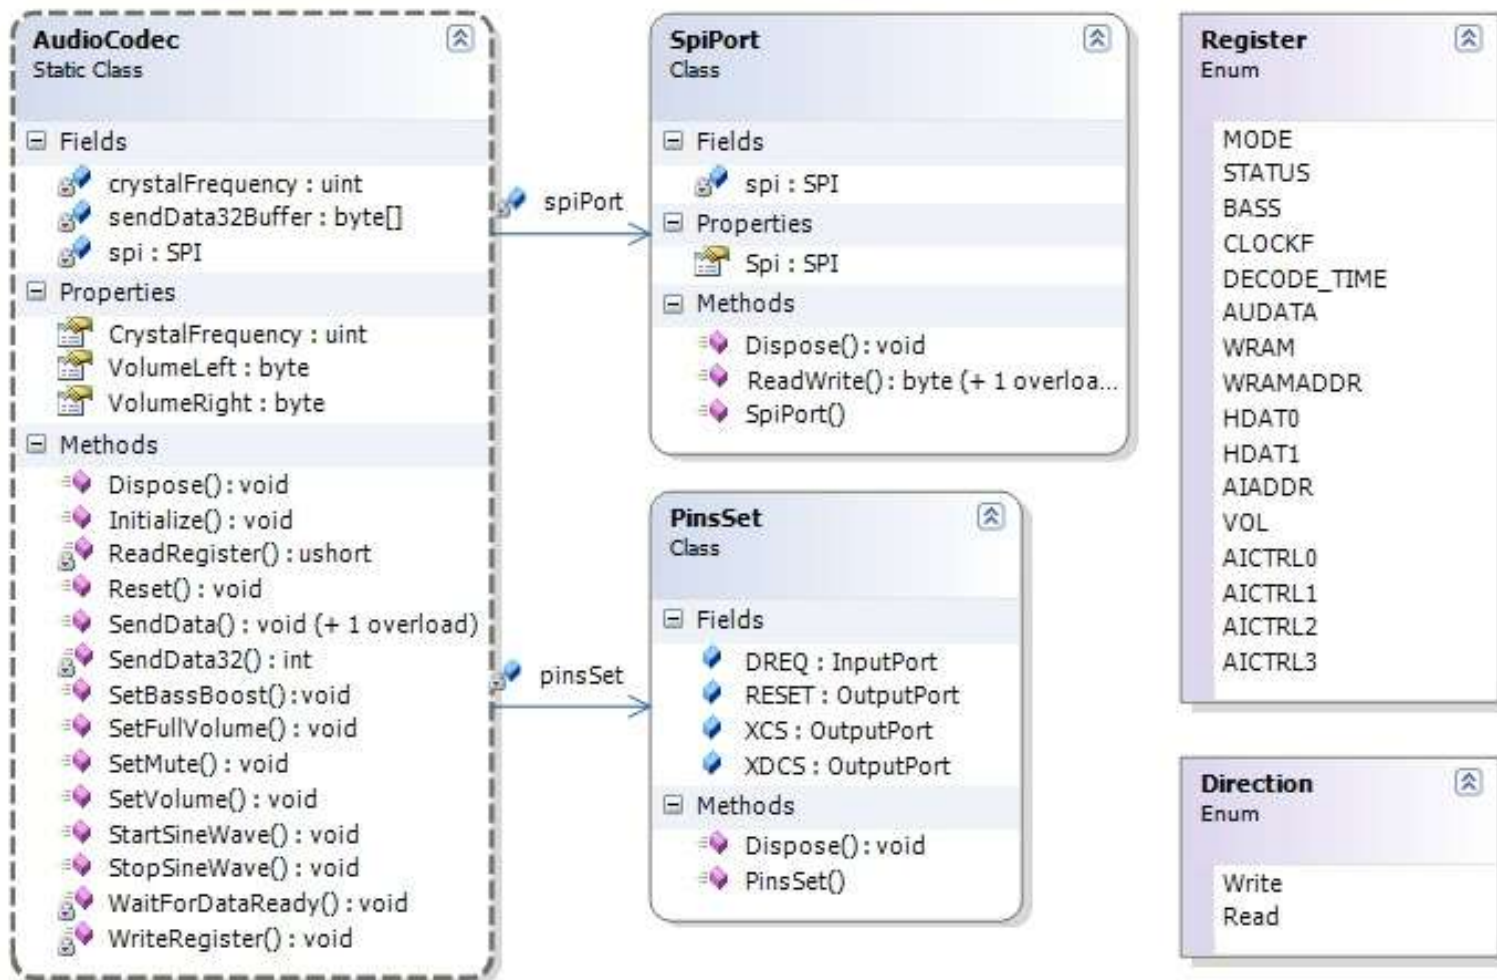 AudioCodec
Static Class
Fields
crystalFrequency : uint
sendData32Buffer : byte[]
spi : SPI
Properties
CrystalFrequency : uint
VolumeLeft : byte
VolumeRight : byte
Methods
Dispose() : void
Initialize() : void
ReadRegister() : ushort
Reset() : void
SendData() : void (+ 1 overload)
SendData32() : int
SetBassBoost() : void
SetFullVolume() : void
SetMute() : void
SetVolume() : void
StartSineWave() : void
StopSineWave() : void
WaitForDataReady() : void
WriteRegister() : void
spiPort
pinsSet
SpiPort
Class
Fields
spi : SPI
Properties
Spi : SPI
Methods
Dispose() : void
ReadWrite() : byte (+ 1 overloa...
SpiPort()
PinsSet
Class
Fields
DREQ : InputPort
RESET : OutputPort
XCS : OutputPort
XDCS : OutputPort
Methods
Dispose() : void
PinsSet()
Register
Enum
MODE
STATUS
BASS
CLOCKF
DECODE_TIME
AUDATA
WRAM
WRAMADDR
HDAT0
HDAT1
AIADDR
VOL
AICTRL0
AICTRL1
AICTRL2
AICTRL3
Direction
Enum
Write
Read